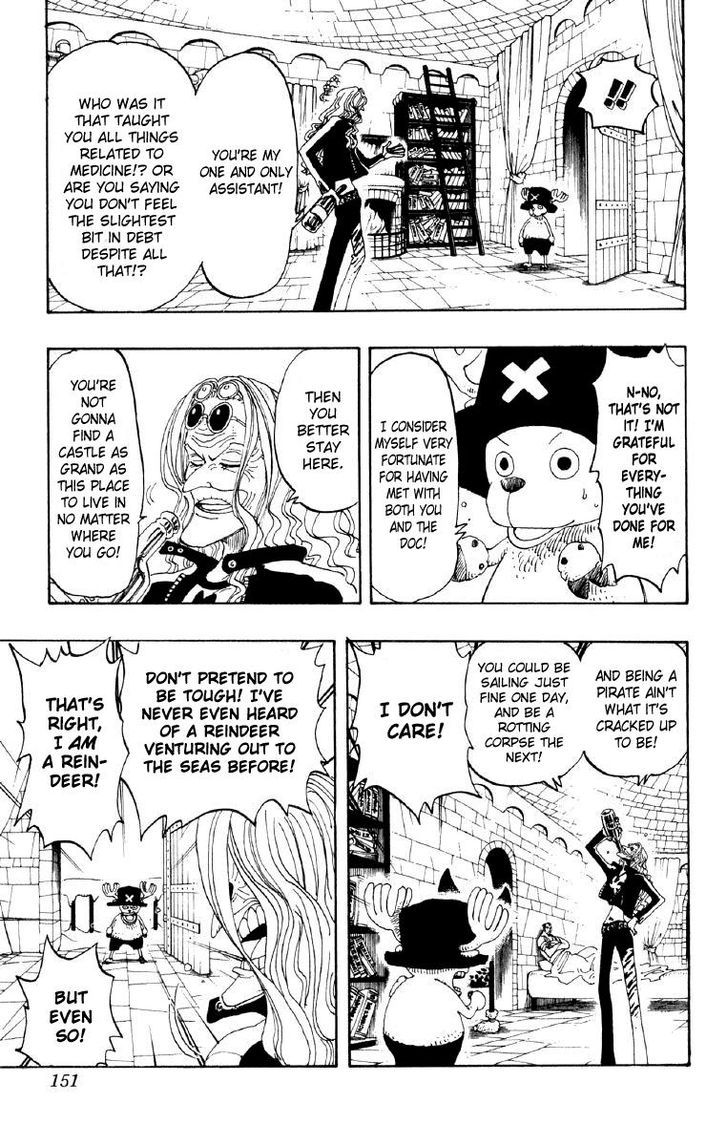 !!
YOU'RE MY
ONE AND ONLY
ASSISTANT!
WHO WAS IT
THAT TAUGHT
YOU ALL THINGS
RELATED TO
MEDICINE!? OR
ARE YOU SAYING
YOU DON'T FEEL
THE SLIGHTEST
BIT IN DEBT
DESPITE ALL
THAT!?
N-NO,
THAT'S NOT
IT! I'M
GRATEFUL
FOR
EVERY-
THING
YOU'VE
DONE FOR
ME!
I CONSIDER
MYSELF VERY
FORTUNATE
FOR HAVING
MET WITH
BOTH YOU
AND THE
DOC!
THEN
YOU
BETTER
STAY
HERE.
YOU'RE
NOT
GONNA
FIND A
CASTLE AS
GRAND AS
THIS PLACE
TO LIVE IN
NO MATTER
WHERE
YOU GO!
AND BEING A
PIRATE AIN'T
WHAT IT'S
CRACKED UP
TO BE!
YOU COULD BE
SAILING JUST
FINE ONE DAY,
AND BE A
ROTTING
CORPSE THE
NEXT!
I DON'T
CARE!
DON'T PRETEND TO
BE TOUGH! I'VE
NEVER EVEN HEARD
OF A REINDEER
VENTURING OUT TO
THE SEAS BEFORE!
THAT'S
RIGHT,
I AM
A REIN-
DEER!
BUT
EVEN
SO!
151